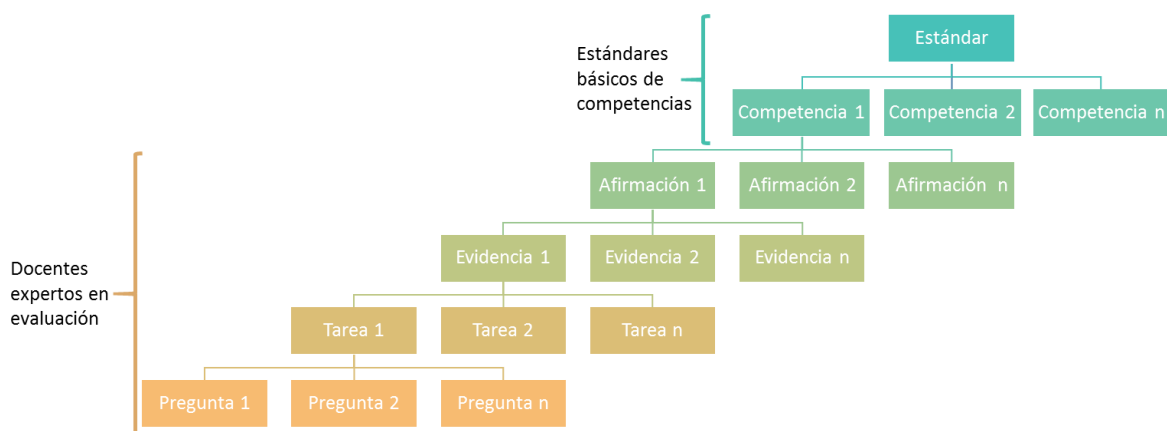 Estándares
básicos de
competencias
Estándar
Competencia 1
Competencia 2
Competencia n
Afirmación 1
Afirmación 2
Afirmación n
Docentes
expertos en
evaluación
Evidencia 1
Evidencia 2
Evidencia n
Tarea 1
Tarea 2
Tarea n
Pregunta 1
Pregunta 2
Pregunta n